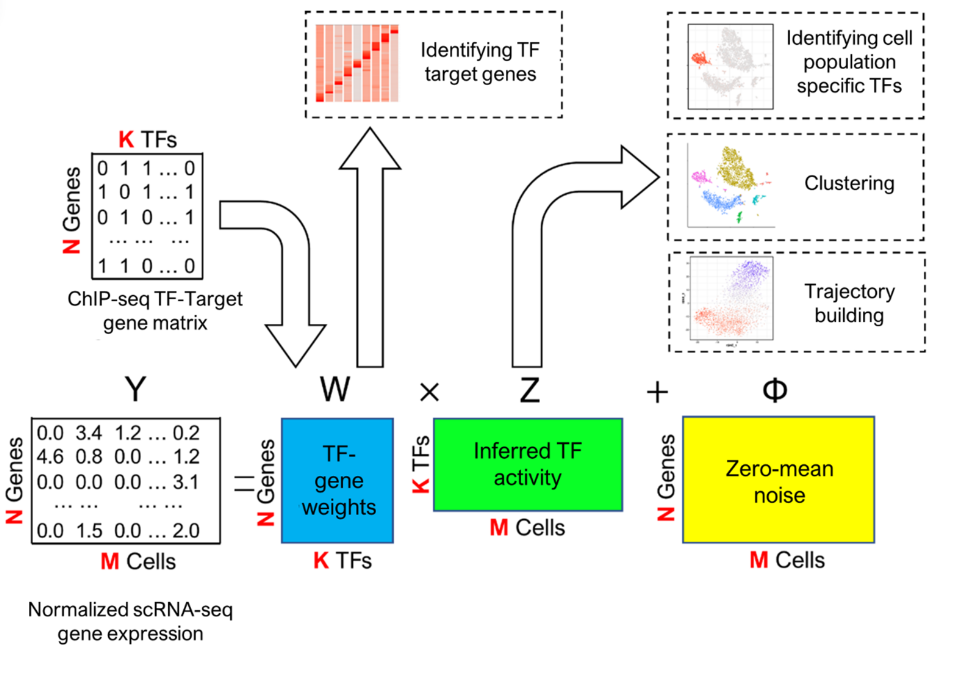 Identifying TF
target genes
Identifying cell
population
specific TFs
Clustering
Trajectory
building
K TFs
N Genes
0 1 1 ... 0
1 0 1 ... 1
0 1 0 ... 1
... ... ...
1 1 0 ... 0
ChIP-seq TF-Target
gene matrix
Y
W
×
Z
+
Φ
N Genes
0.0 3.4 1.2 ... 0.2
4.6 0.8 0.0 ... 1.2
0.0 0.0 0.0 ... 3.1
... ... ... ...
0.0 1.5 0.0 ... 2.0
M Cells
Normalized scRNA-seq
gene expression
=
N Genes
TF-
gene
weights
K TFs
K TFs
Inferred TF
activity
M Cells
N Genes
Zero-mean
noise
M Cells